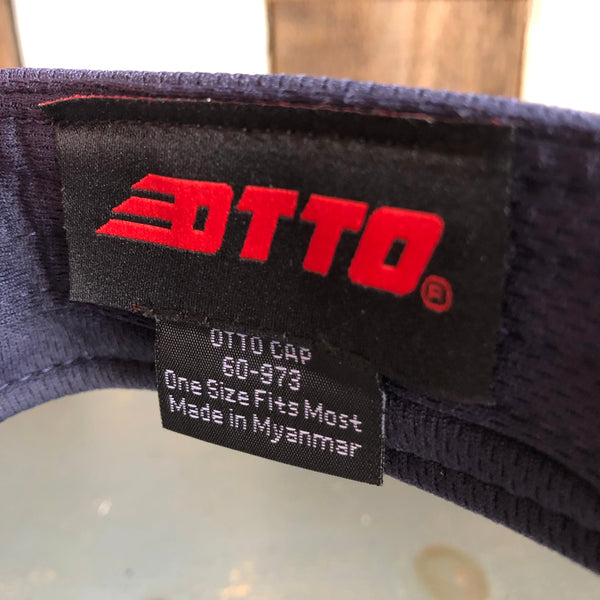 OTTO®
OTTO CAP
60-973
One Size Fits Most
Made in Myanmar